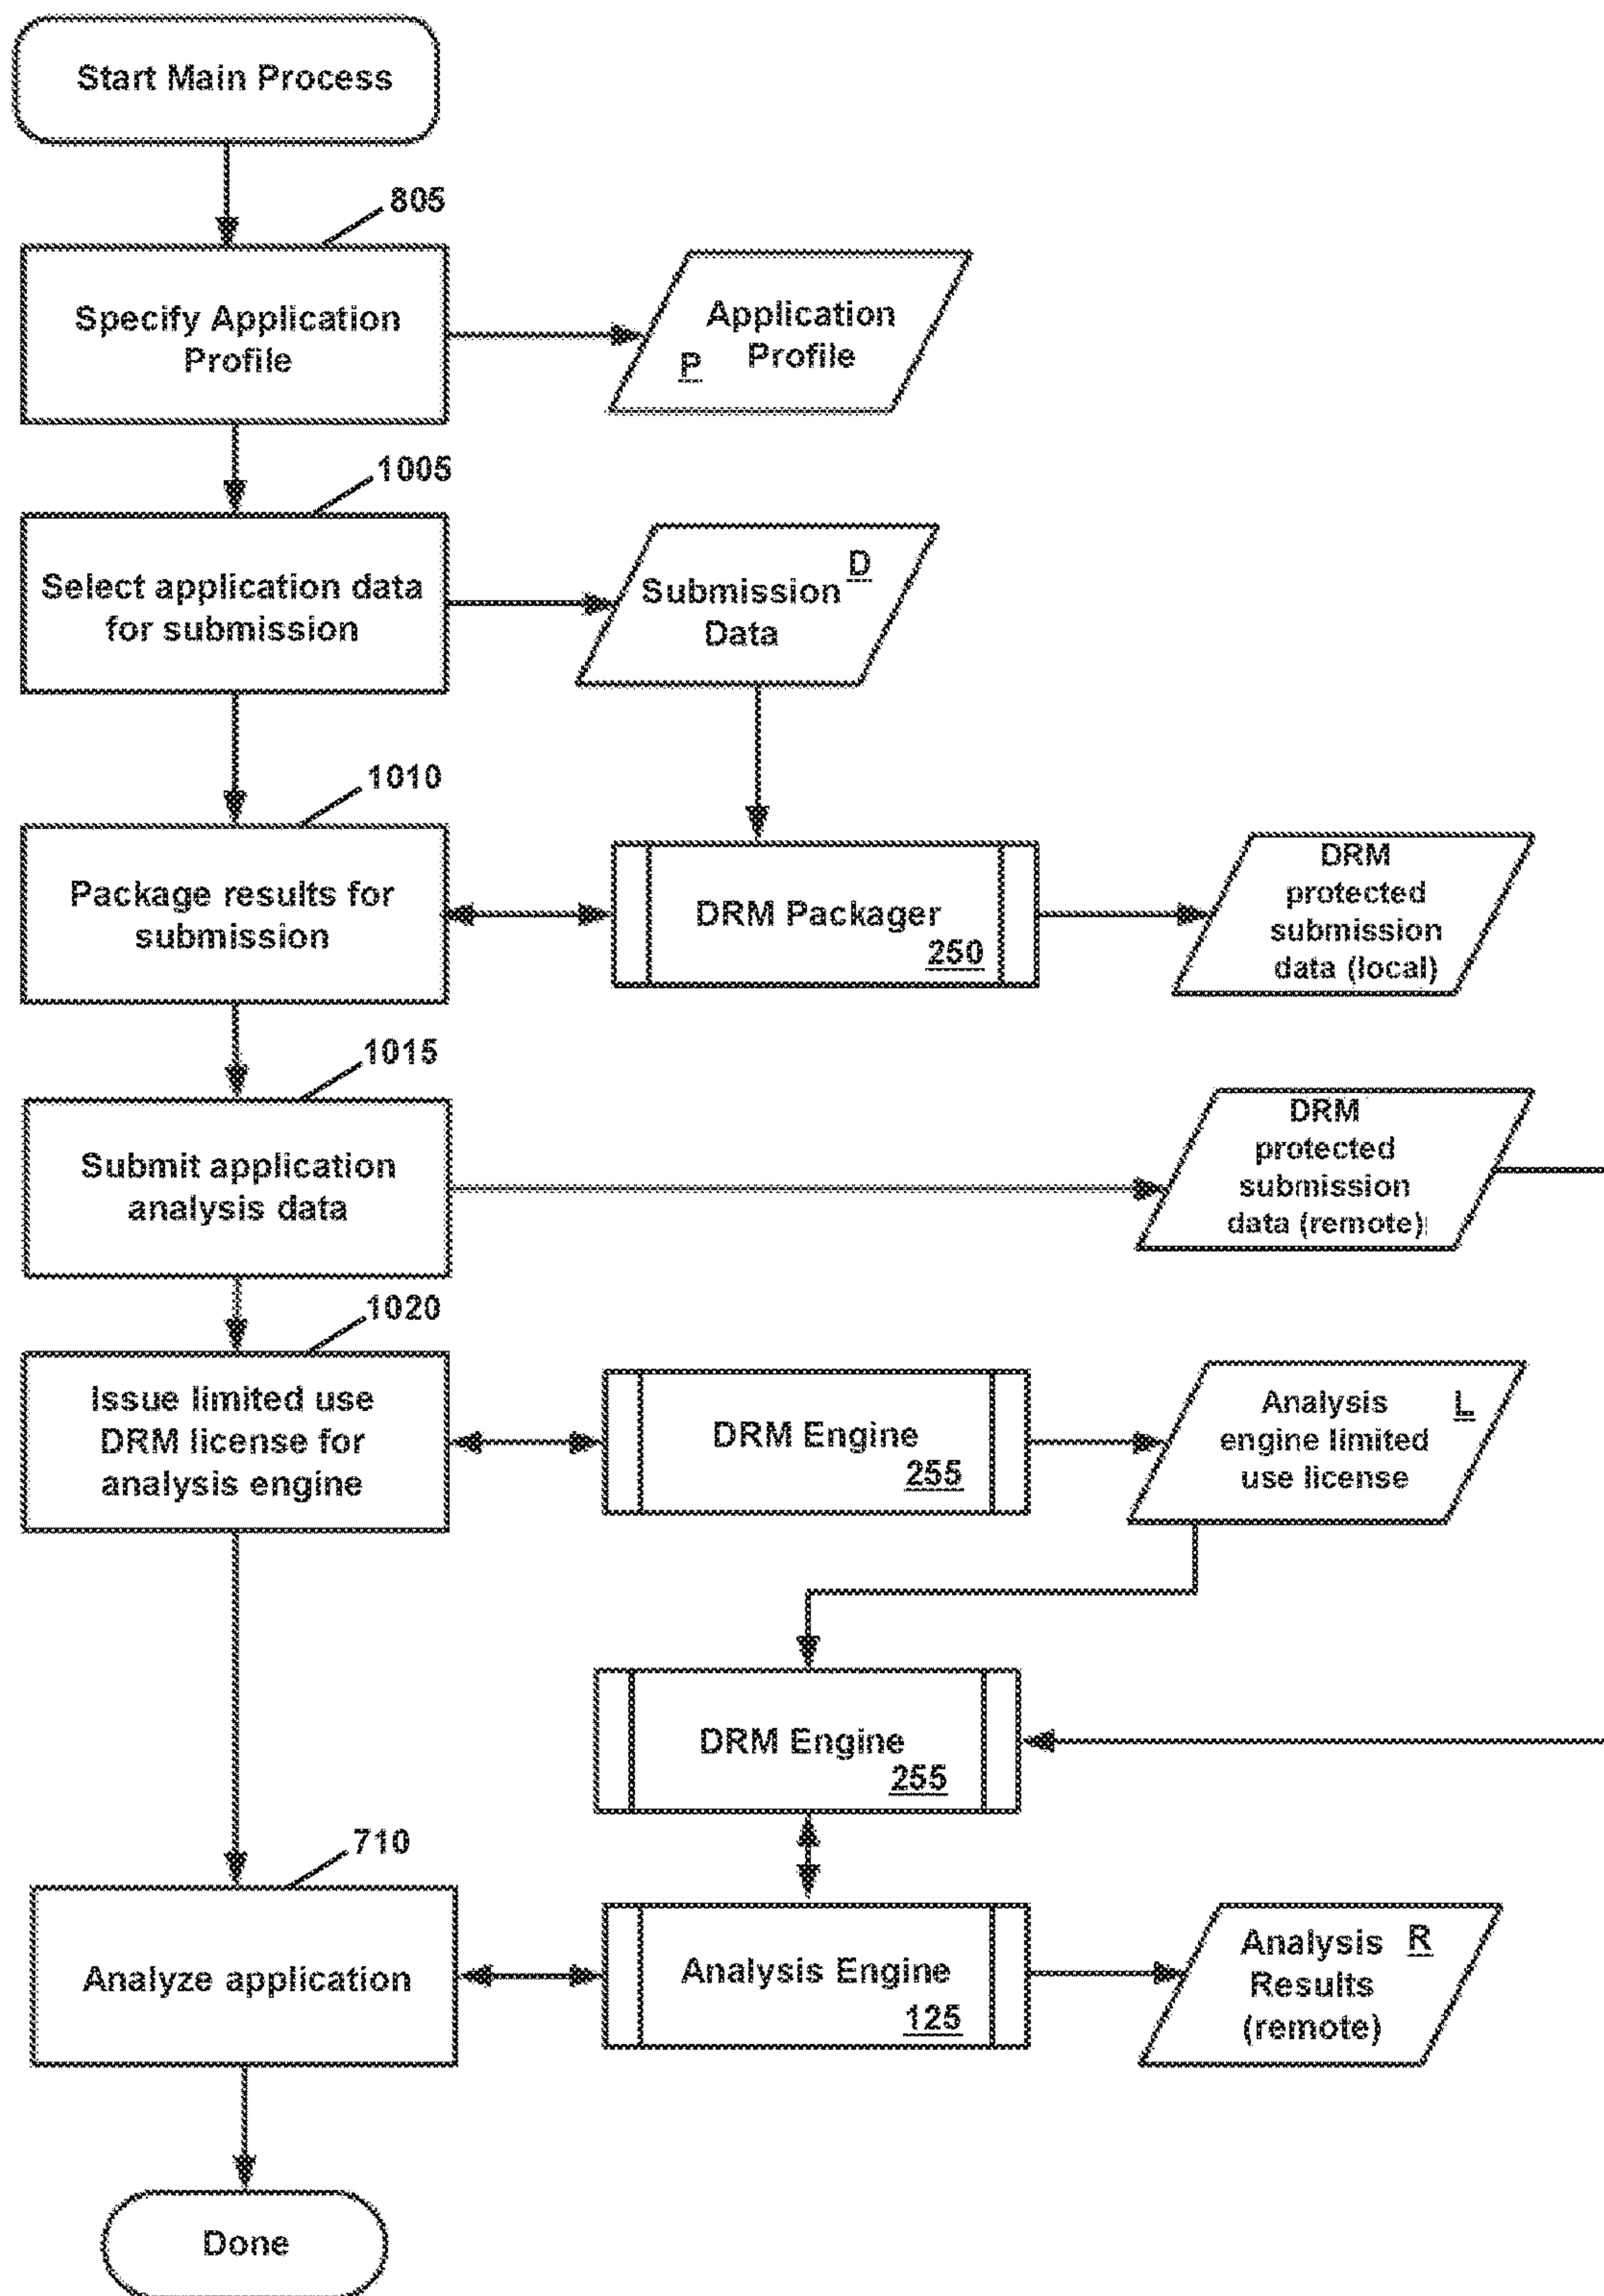 Start Main Process
805
Specify Application
Profile
Application
Profile
P
1005
Select application data
for submission
D
Submission
Data
1010
Package results for
submission
DRM Packager
250
DRM
protected
submission
data (local)
1015
Submit application
analysis data
DRM
protected
submission
data (remote)
1020
Issue limited use
DRM license for
analysis engine
DRM Engine
255
Analysis
engine limited
use license
L
DRM Engine
255
710
Analyze application
Analysis Engine
125
Analysis
Results
(remote)
R
Done